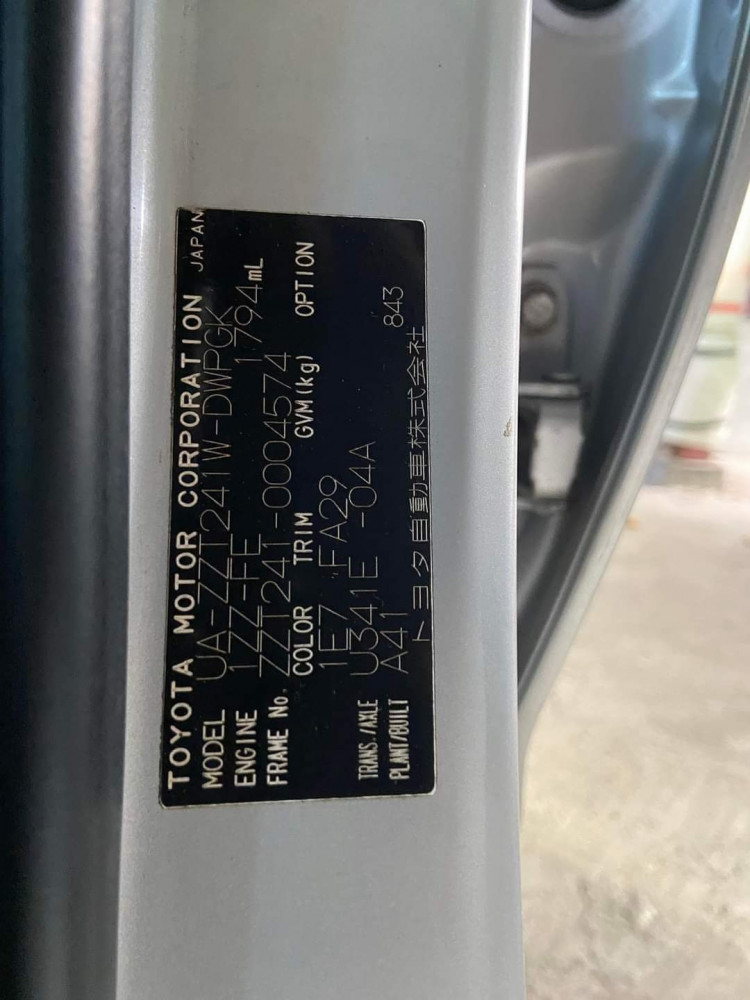 TOYOTA MOTOR CORPORATION JAPAN
MODEL UA-ZZT241W-DWPGK
ENGINE 1ZZ-FE 1794mL
FRAME No. ZZT241-0004574
COLOR TRIM GVM(kg) OPTION
1E7 FA29
TRANS./AXLE U341E -04A
PLANT/BUILT A41 843
トヨタ自動車株式会社